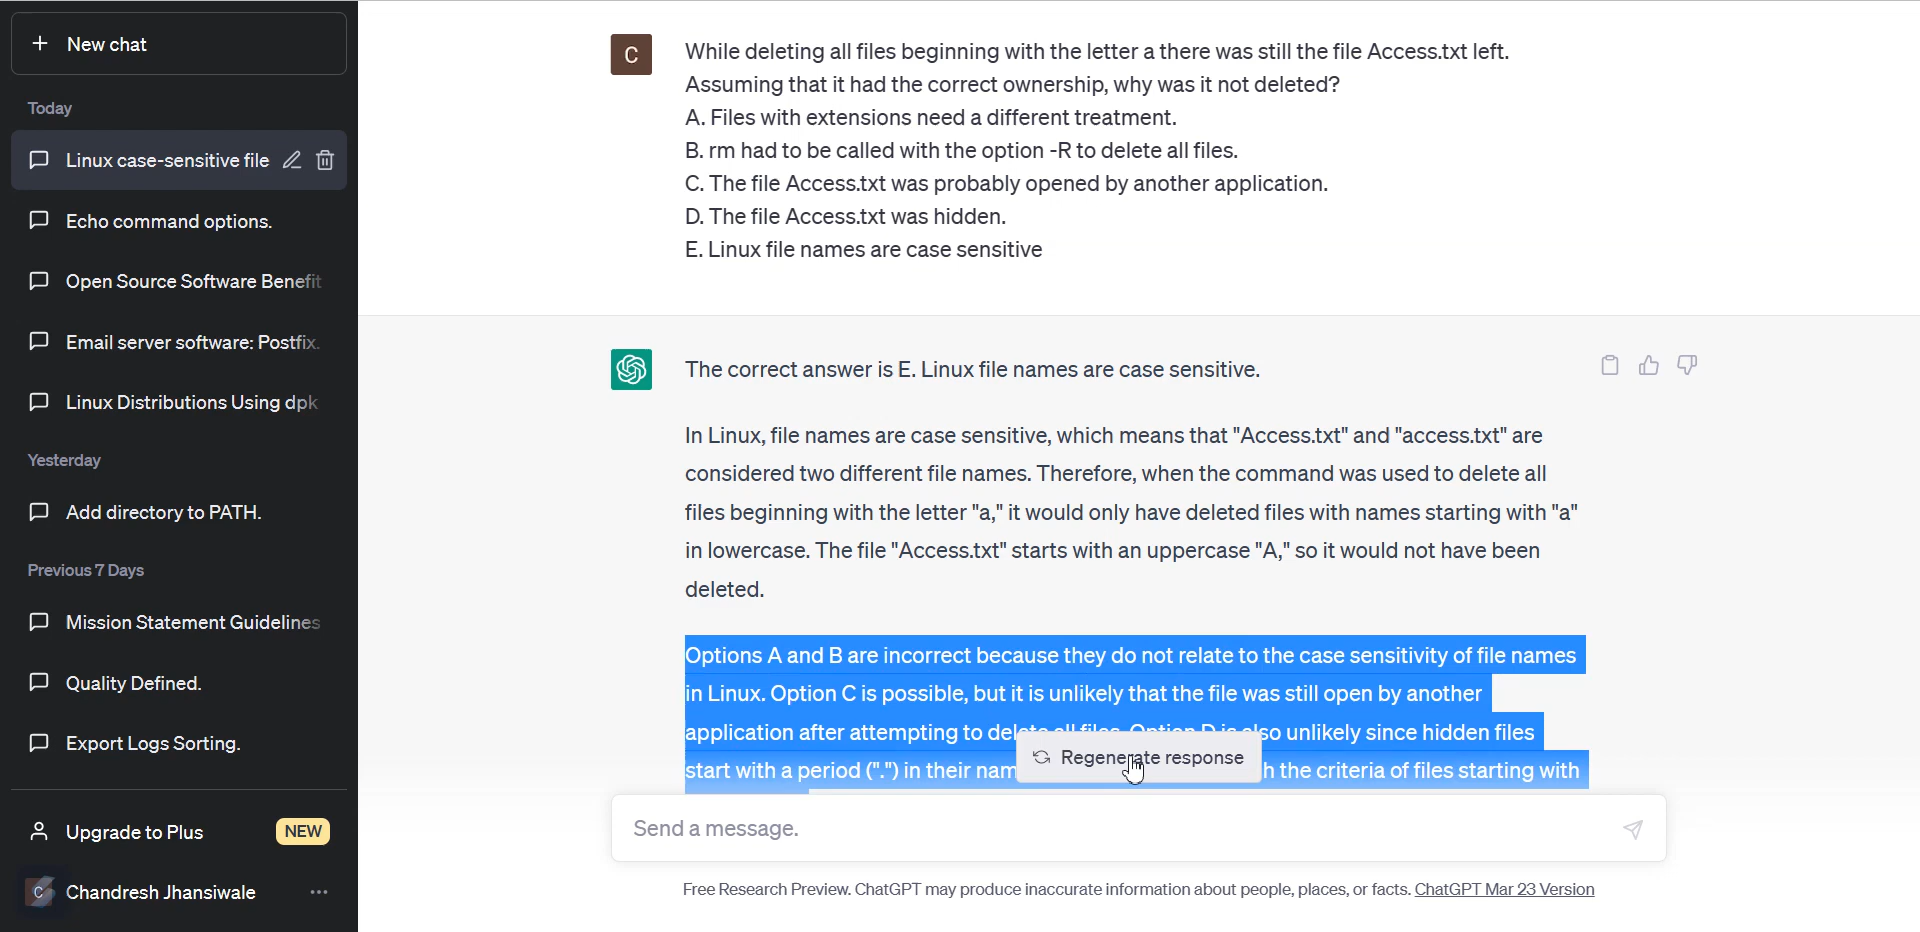 New chat
Today
Linux case-sensitive file
Echo command options.
Open Source Software Benefit
Email server software: Postfix.
Linux Distributions Using dpk
Yesterday
Add directory to PATH.
Previous 7 Days
Mission Statement Guidelines
Quality Defined.
Export Logs Sorting.
Upgrade to Plus NEW
C Chandresh Jhansiwale
C
While deleting all files beginning with the letter a there was still the file Access.txt left.
Assuming that it had the correct ownership, why was it not deleted?
A. Files with extensions need a different treatment.
B. rm had to be called with the option -R to delete all files.
C. The file Access.txt was probably opened by another application.
D. The file Access.txt was hidden.
E. Linux file names are case sensitive
The correct answer is E. Linux file names are case sensitive.
In Linux, file names are case sensitive, which means that "Access.txt" and "access.txt" are
considered two different file names. Therefore, when the command was used to delete all
files beginning with the letter "a," it would only have deleted files with names starting with "a"
in lowercase. The file "Access.txt" starts with an uppercase "A," so it would not have been
deleted.
Options A and B are incorrect because they do not relate to the case sensitivity of file names
in Linux. Option C is possible, but it is unlikely that the file was still open by another
application after attempting to delete all files. Option D is also unlikely since hidden files
start with a period (".") in their nam h the criteria of files starting with
Regenerate response
Send a message.
Free Research Preview. ChatGPT may produce inaccurate information about people, places, or facts. ChatGPT Mar 23 Version